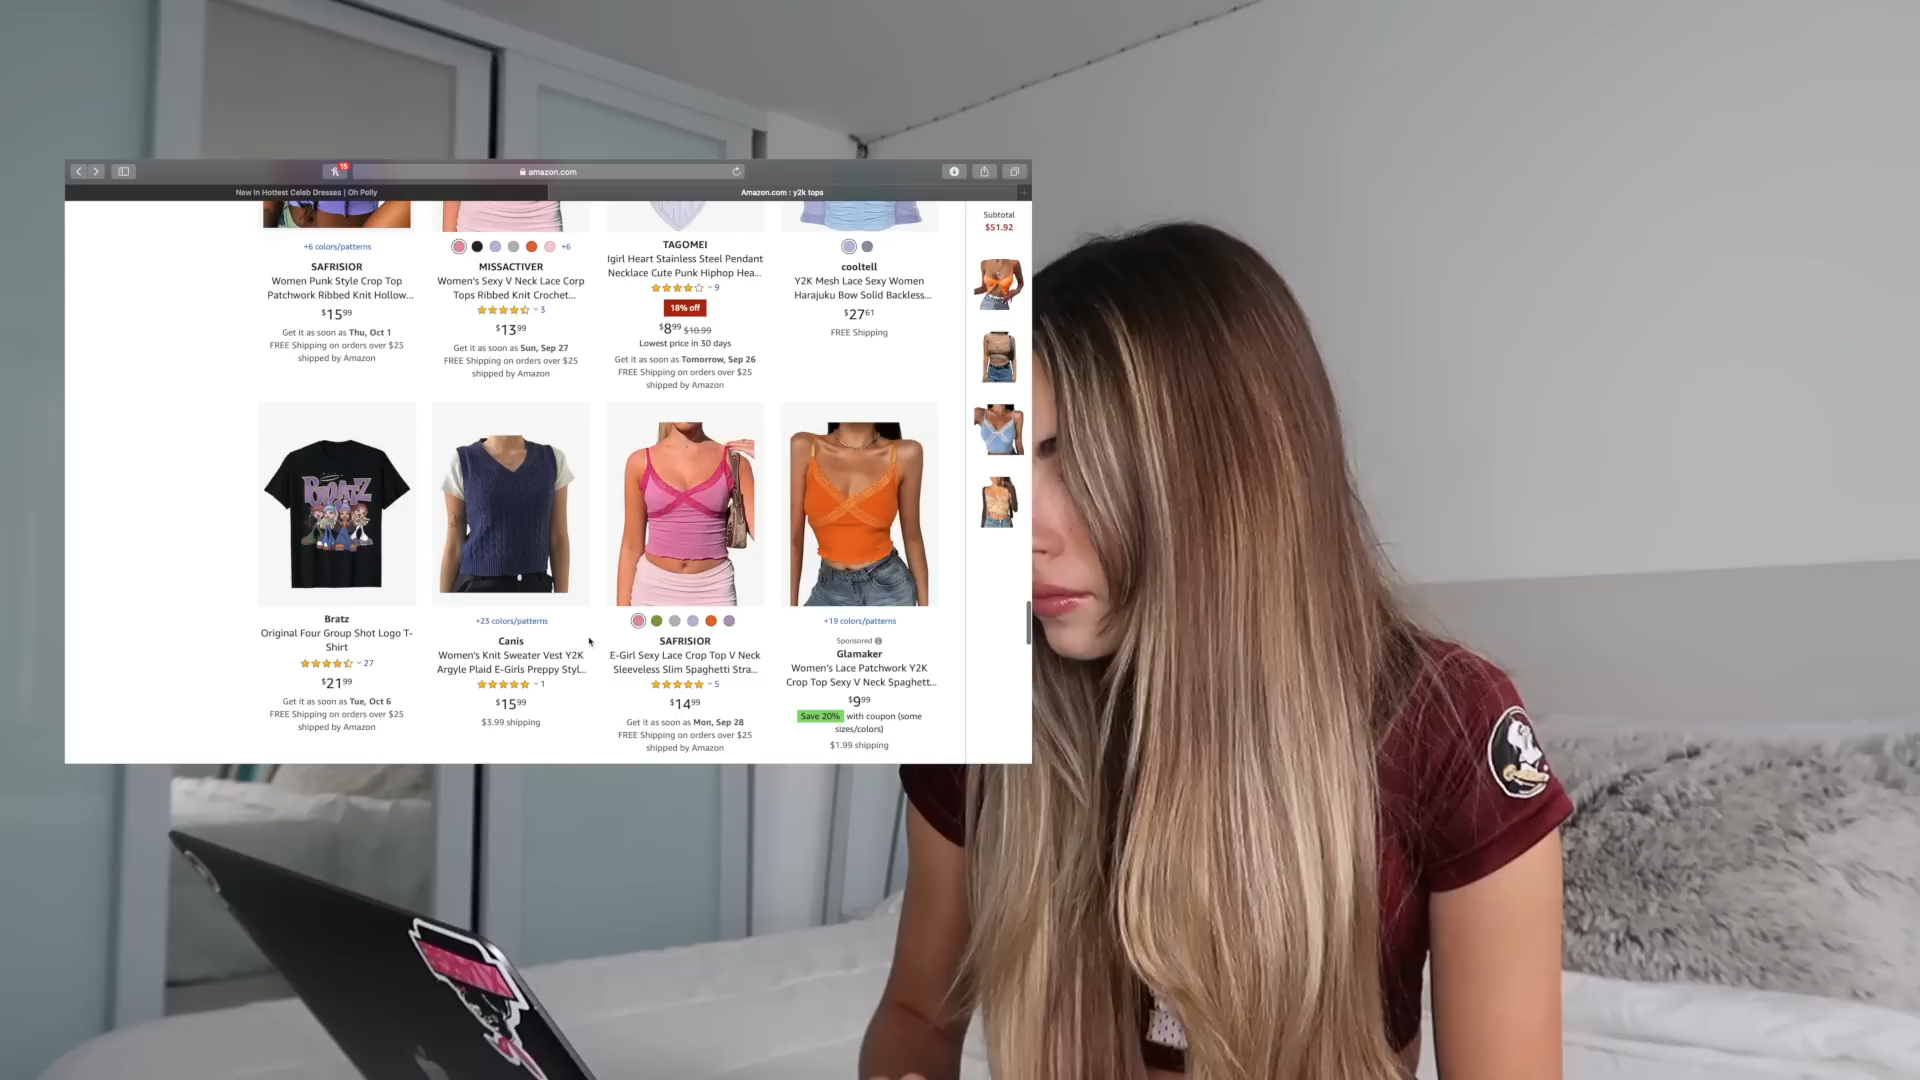 15
amazon.com
New In Hottest Celeb Dresses | Oh Polly
Amazon.com : y2k tops
+6 colors/patterns
SAFRISIOR
Women Punk Style Crop Top
Patchwork Ribbed Knit Hollow...
$15.99
Get it as soon as Thu, Oct 1
FREE Shipping on orders over $25
shipped by Amazon
+6
MISSACTIVER
Women's Sexy V Neck Lace Corp
Tops Ribbed Knit Crochet...
3
$13.99
Get it as soon as Sun, Sep 27
FREE Shipping on orders over $25
shipped by Amazon
TAGOMEI
Igirl Heart Stainless Steel Pendant
Necklace Cute Punk Hiphop Hea...
9
18% off
$8.99 $10.99
Lowest price in 30 days
Get it as soon as Tomorrow, Sep 26
FREE Shipping on orders over $25
shipped by Amazon
cooltell
Y2K Mesh Lace Sexy Women
Harajuku Bow Solid Backless...
$27.61
FREE Shipping
Subtotal
$51.92
BRATZ
Bratz
Original Four Group Shot Logo T-
Shirt
27
$21.99
Get it as soon as Tue, Oct 6
FREE Shipping on orders over $25
shipped by Amazon
+23 colors/patterns
Canis
Women's Knit Sweater Vest Y2K
Argyle Plaid E-Girls Preppy Styl...
1
$15.99
$3.99 shipping
SAFRISIOR
E-Girl Sexy Lace Crop Top V Neck
Sleeveless Slim Spaghetti Stra...
5
$14.99
Get it as soon as Mon, Sep 28
FREE Shipping on orders over $25
shipped by Amazon
+19 colors/patterns
Sponsored
Glamaker
Women's Lace Patchwork Y2K
Crop Top Sexy V Neck Spaghett...
$9.99
Save 20% with coupon (some
sizes/colors)
$1.99 shipping